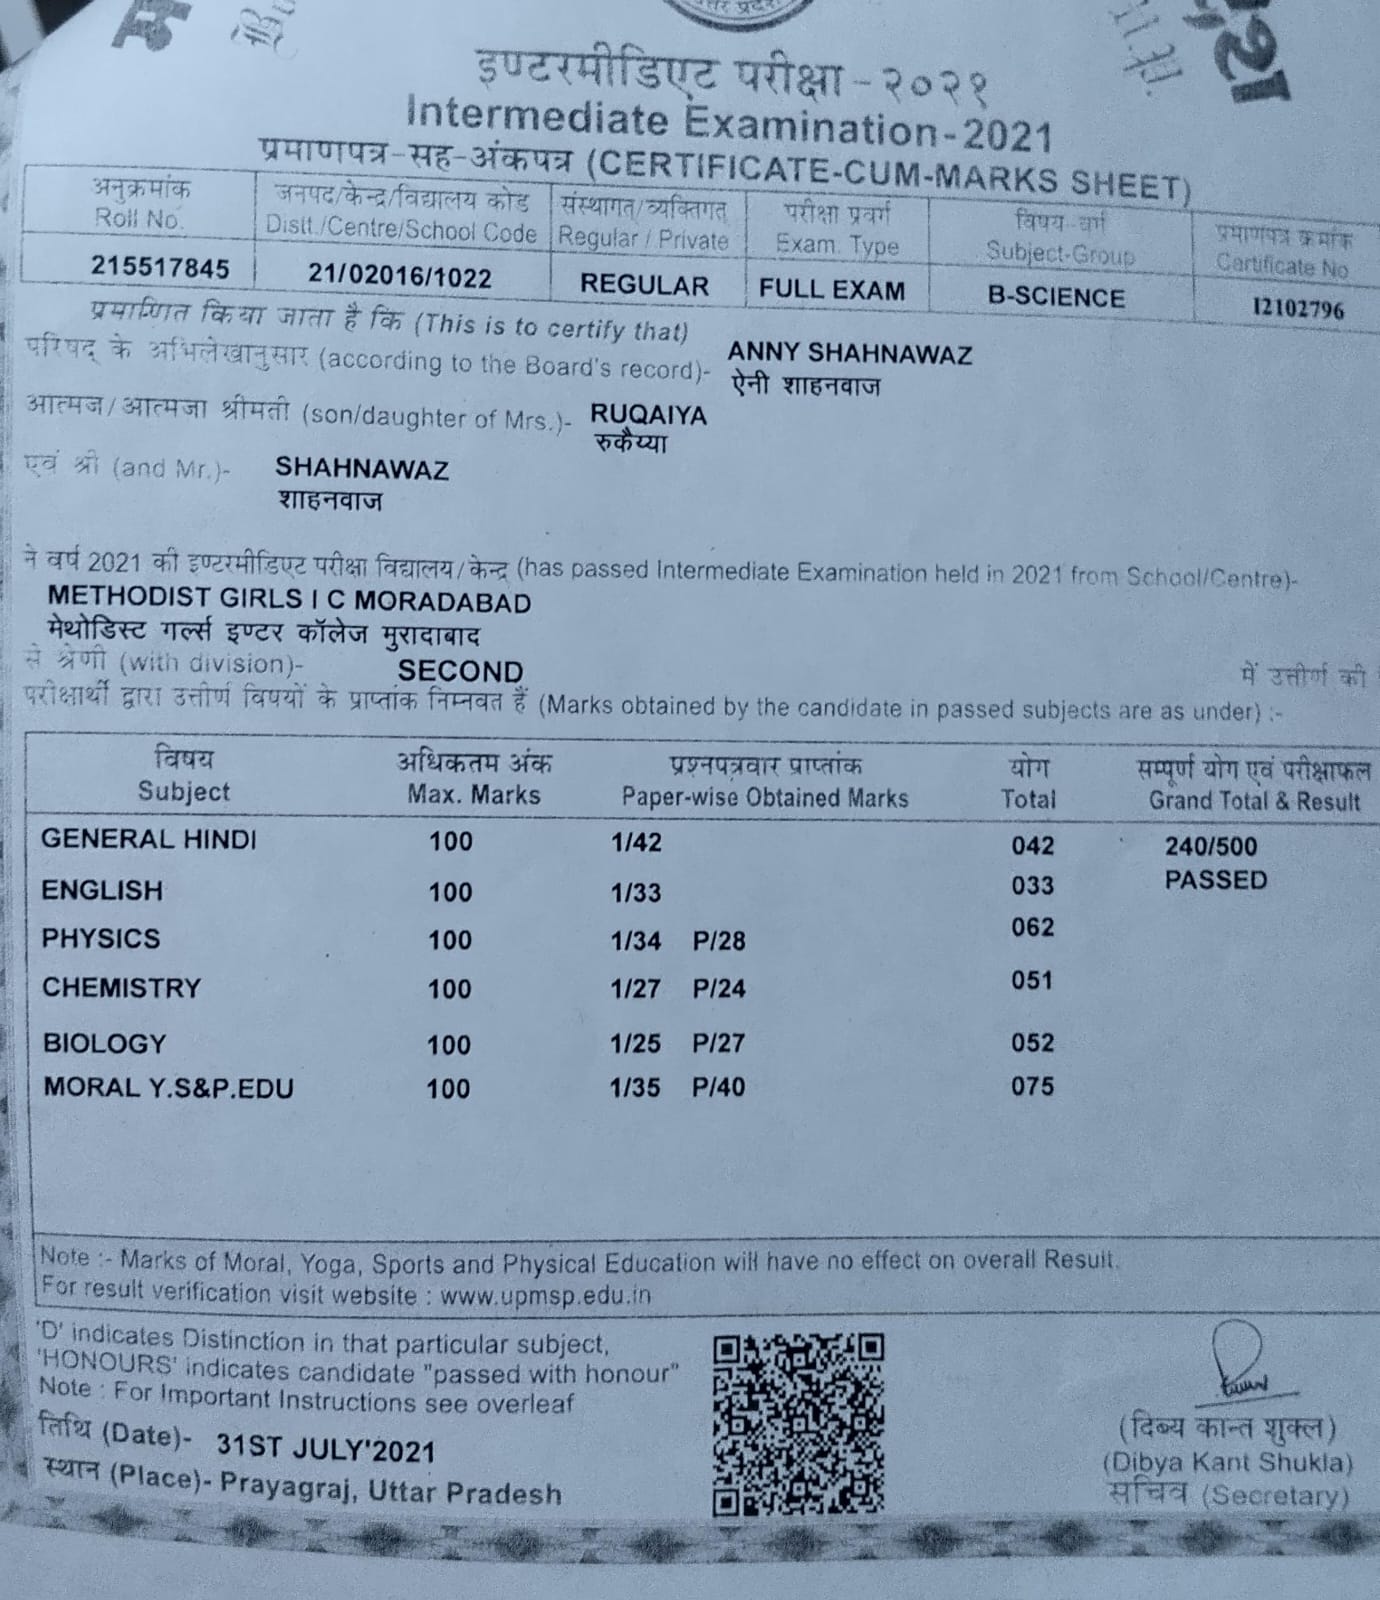 उत्तर प्रदेश
21
इण्टरमीडिएट परीक्षा - २०२१
Intermediate Examination - 2021
प्रमाणपत्र-सह-अंकपत्र (CERTIFICATE-CUM-MARKS SHEET)
अनुक्रमांक जनपद/केन्द्र/विद्यालय कोड संस्थागत/व्यक्तिगत परीक्षा प्रवर्ग विषय वर्ग प्रमाणपत्र क्रमांक
Roll No. Distt./Centre/School Code Regular / Private Exam. Type Subject-Group Certificate No
215517845 21/02016/1022 REGULAR FULL EXAM B-SCIENCE 12102796
प्रमाणित किया जाता है कि (This is to certify that)
परिषद् के अभिलेखानुसार (according to the Board's record)- ANNY SHAHNAWAZ
ऐनी शाहनवाज
आत्मज/आत्मजा श्रीमती (son/daughter of Mrs.)- RUQAIYA
रुकैय्या
एवं श्री (and Mr.)- SHAHNAWAZ
शाहनवाज
ने वर्ष 2021 की इण्टरमीडिएट परीक्षा विद्यालय/केन्द्र (has passed Intermediate Examination held in 2021 from School/Centre)-
METHODIST GIRLS I C MORADABAD
मेथोडिस्ट गर्ल्स इण्टर कॉलेज मुरादाबाद
से श्रेणी (with division)- SECOND में उत्तीर्ण की
परीक्षार्थी द्वारा उत्तीर्ण विषयों के प्राप्तांक निम्नवत हैं (Marks obtained by the candidate in passed subjects are as under) :-
विषय अधिकतम अंक प्रश्नपत्रवार प्राप्तांक योग सम्पूर्ण योग एवं परीक्षाफल
Subject Max. Marks Paper-wise Obtained Marks Total Grand Total & Result
GENERAL HINDI 100 1/42 042 240/500
ENGLISH 100 1/33 033 PASSED
PHYSICS 100 1/34 P/28 062
CHEMISTRY 100 1/27 P/24 051
BIOLOGY 100 1/25 P/27 052
MORAL Y.S&P.EDU 100 1/35 P/40 075
Note :- Marks of Moral, Yoga, Sports and Physical Education will have no effect on overall Result.
For result verification visit website : www.upmsp.edu.in
'D' indicates Distinction in that particular subject,
'HONOURS' indicates candidate "passed with honour"
Note : For Important Instructions see overleaf
तिथि (Date)- 31ST JULY'2021
स्थान (Place)- Prayagraj, Uttar Pradesh
(दिब्य कान्त शुक्ल)
(Dibya Kant Shukla)
सचिव (Secretary)